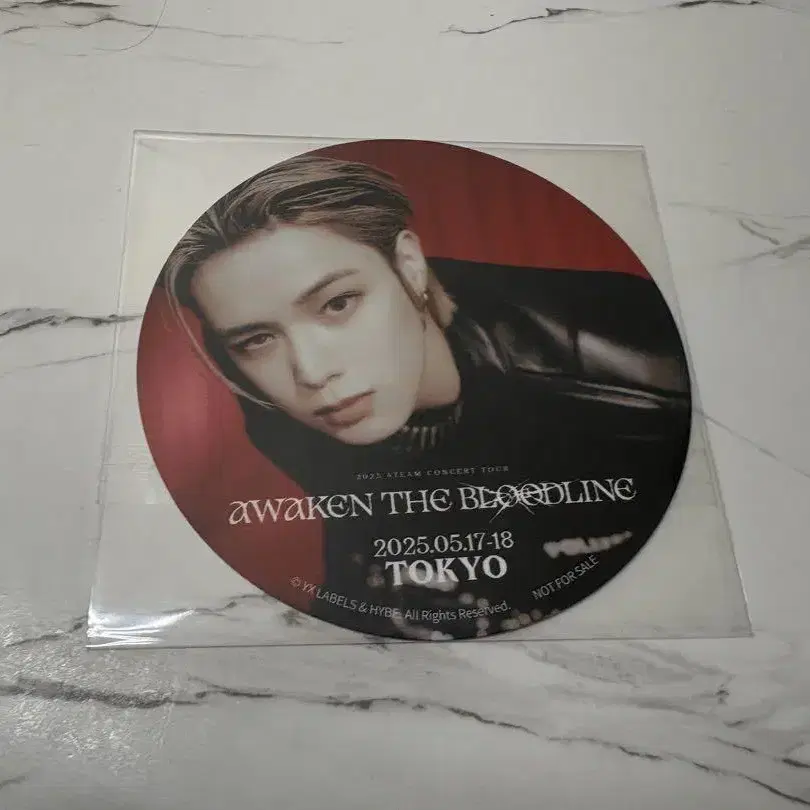 2025 &TEAM CONCERT TOUR
AWAKEN THE BLOODLINE
2025.05.17-18
TOKYO
© YX LABELS & HYBE. All Rights Reserved.
NOT FOR SALE